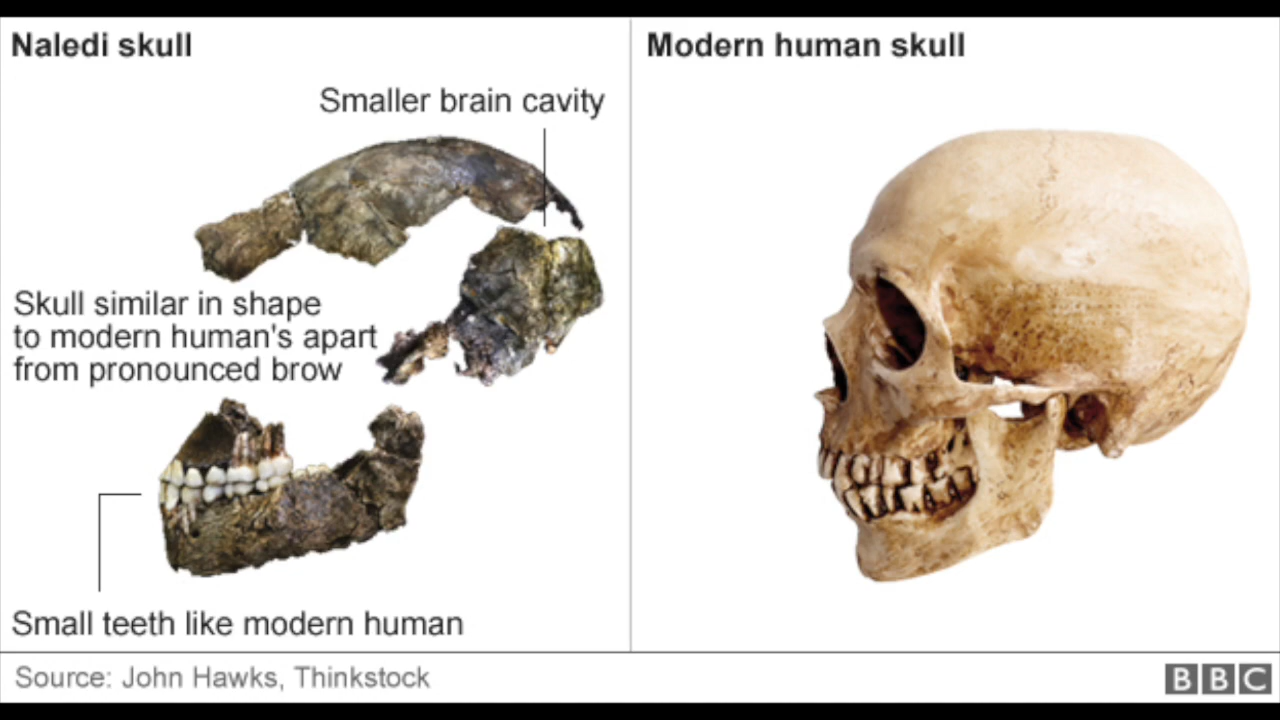 Naledi skull
Smaller brain cavity
Skull similar in shape
to modern human's apart
from pronounced brow
Small teeth like modern human
Modern human skull
Source: John Hawks, Thinkstock
BBC